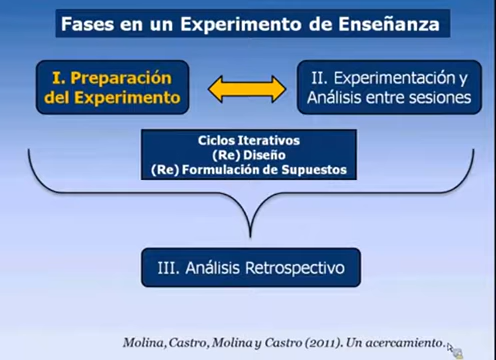 Fases en un Experimento de Enseñanza
I. Preparación
del Experimento
II. Experimentación y
Análisis entre sesiones
Ciclos Iterativos
(Re) Diseño
(Re) Formulación de Supuestos
III. Análisis Retrospectivo
Molina, Castro, Molina y Castro (2011). Un acercamiento.